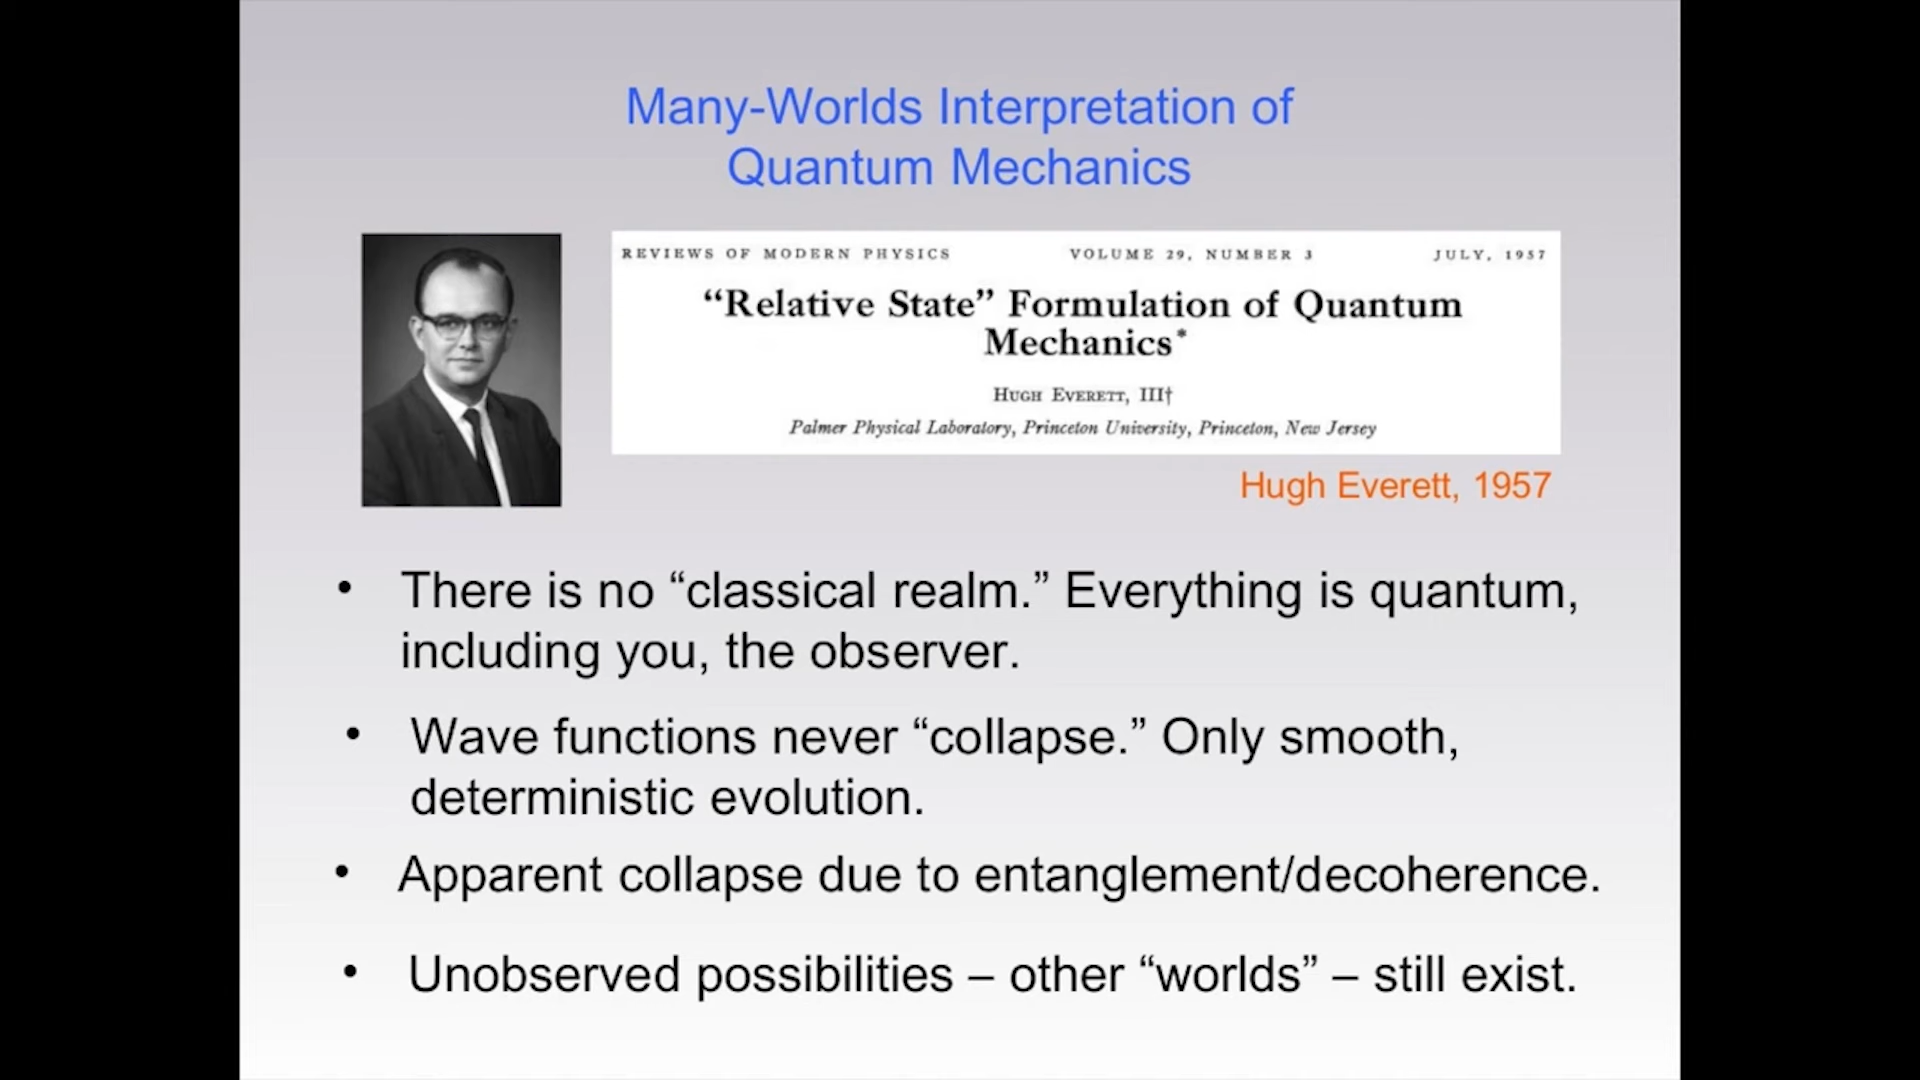 Many-Worlds Interpretation of
Quantum Mechanics
REVIEWS OF MODERN PHYSICS VOLUME 29, NUMBER 3 JULY, 1957
“Relative State” Formulation of Quantum
Mechanics*
HUGH EVERETT, III†
Palmer Physical Laboratory, Princeton University, Princeton, New Jersey
Hugh Everett, 1957
• There is no “classical realm.” Everything is quantum,
including you, the observer.
• Wave functions never “collapse.” Only smooth,
deterministic evolution.
• Apparent collapse due to entanglement/decoherence.
• Unobserved possibilities – other “worlds” – still exist.